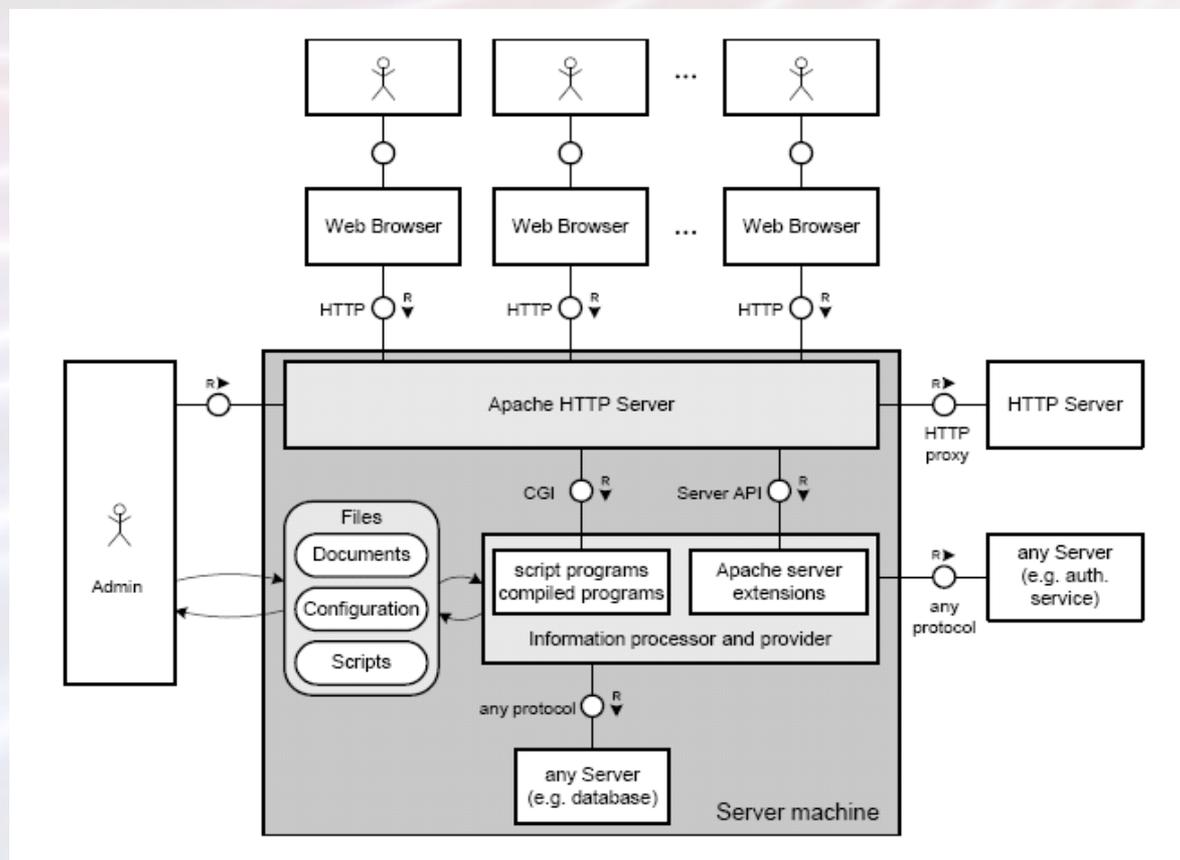 ...
Web Browser
Web Browser
...
Web Browser
HTTP
R
HTTP
R
HTTP
R
R
Apache HTTP Server
R
HTTP Server
HTTP
proxy
CGI
R
Server API
R
Files
Documents
Configuration
Scripts
Admin
script programs
compiled programs
Apache server
extensions
Information processor and provider
R
any
protocol
any Server
(e.g. auth.
service)
any protocol
R
any Server
(e.g. database)
Server machine